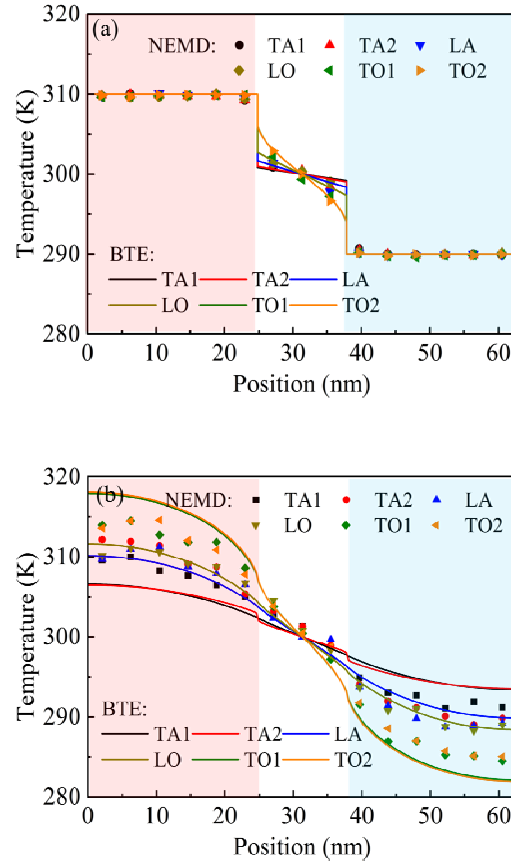 (a)
NEMD: TA1 TA2 LA
LO TO1 TO2
320
310
300
290
280
Temperature (K)
BTE:
TA1 TA2 LA
LO TO1 TO2
0 10 20 30 40 50 60
Position (nm)
(b)
NEMD: TA1 TA2 LA
LO TO1 TO2
320
310
300
290
280
Temperature (K)
BTE:
TA1 TA2 LA
LO TO1 TO2
0 10 20 30 40 50 60
Position (nm)